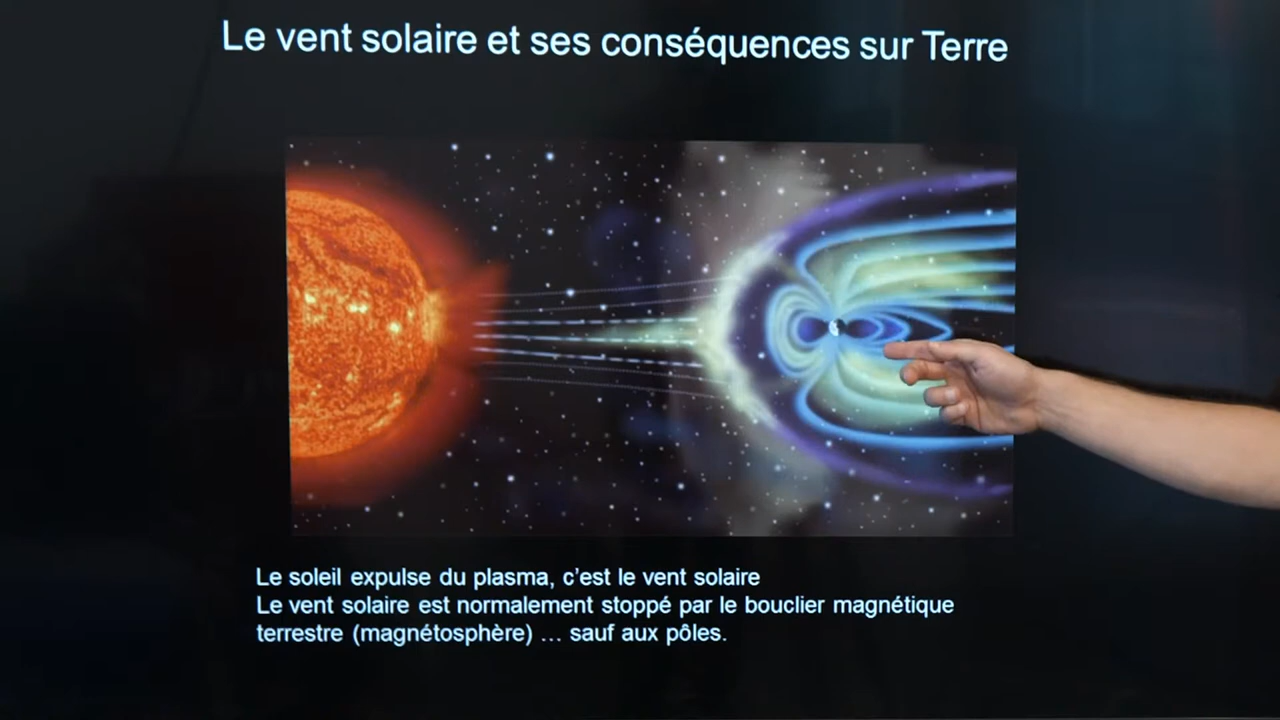 Le vent solaire et ses conséquences sur Terre
Le soleil expulse du plasma, c’est le vent solaire
Le vent solaire est normalement stoppé par le bouclier magnétique
terrestre (magnétosphère) … sauf aux pôles.